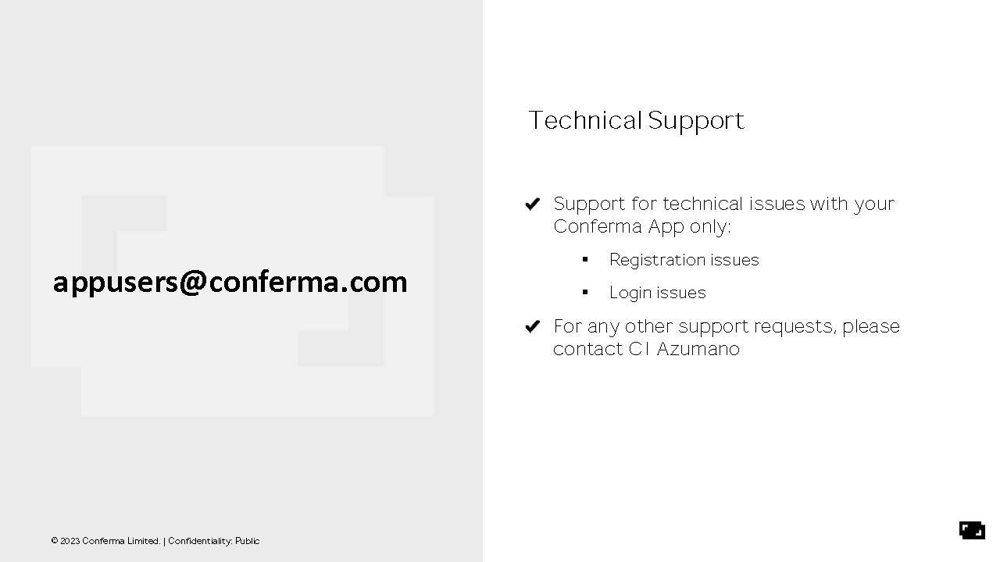 appusers@conferma.com
© 2023 Conferma Limited. | Confidentiality: Public
Technical Support
Support for technical issues with your
Conferma App only:
Registration issues
Login issues
For any other support requests, please
contact CI Azumano